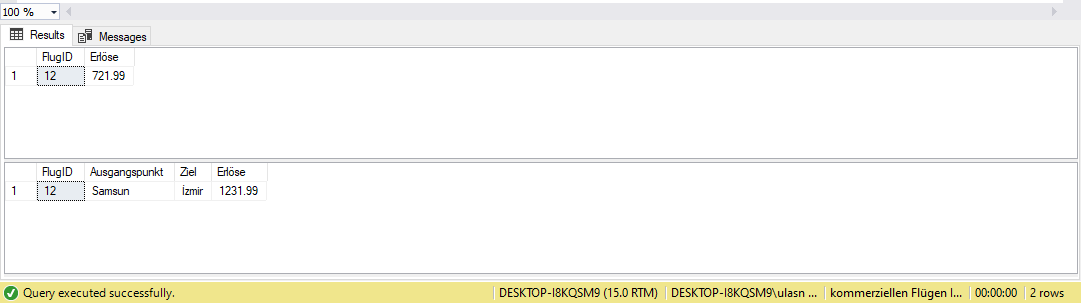 100 %
Results Messages
FlugID Erlöse
1 12 721.99
FlugID Ausgangspunkt Ziel Erlöse
1 12 Samsun İzmir 1231.99
Query executed successfully. DESKTOP-I8KQSM9 (15.0 RTM) DESKTOP-I8KQSM9\ulasn ... kommerziellen Flügen I... 00:00:00 2 rows